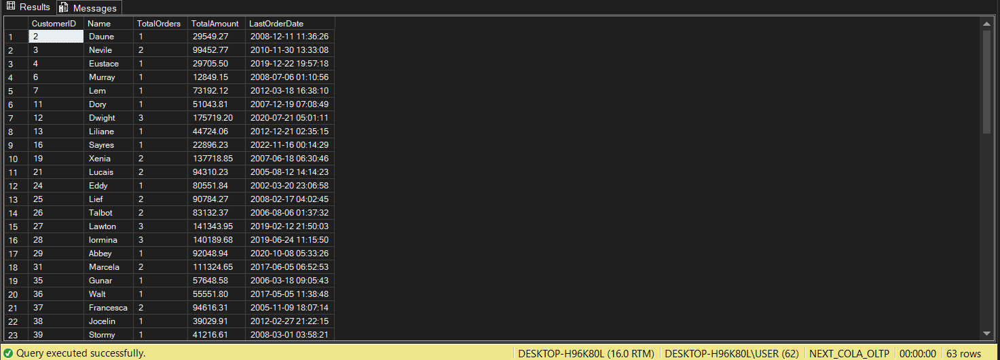 Results Messages
CustomerID Name TotalOrders TotalAmount LastOrderDate
1 2 Daune 1 29549.27 2008-12-11 11:36:26
2 3 Nevile 2 99452.77 2010-11-30 13:33:08
3 4 Eustace 1 29705.50 2019-12-22 19:57:18
4 6 Murray 1 12849.15 2008-07-06 01:10:56
5 7 Lem 1 73192.12 2012-03-18 16:38:10
6 11 Dory 1 51043.81 2007-12-19 07:08:49
7 12 Dwight 3 175719.20 2020-07-21 05:01:11
8 13 Liliane 1 44724.06 2012-12-21 02:35:15
9 16 Sayres 1 22896.23 2022-11-16 00:14:29
10 19 Xenia 2 137718.85 2007-06-18 06:30:46
11 21 Lucais 2 94310.23 2005-08-12 14:14:23
12 24 Eddy 1 80551.84 2002-03-20 23:06:58
13 25 Lief 2 90784.27 2008-02-17 04:02:45
14 26 Talbot 2 83132.37 2006-08-06 01:37:32
15 27 Lawton 3 141343.95 2019-02-12 21:50:03
16 28 Iormina 3 140189.68 2019-06-24 11:15:50
17 29 Abbey 1 92048.94 2020-10-08 05:33:26
18 31 Marcela 2 111324.65 2017-06-05 06:52:53
19 35 Gunar 1 57648.58 2006-03-18 09:05:43
20 36 Walt 1 55551.80 2017-05-05 11:38:48
21 37 Francesca 2 94616.31 2005-11-09 18:07:14
22 38 Jocelin 1 39029.91 2012-02-27 21:22:15
23 39 Stormy 1 41216.61 2008-03-01 03:58:21
Query executed successfully. DESKTOP-H96K80L (16.0 RTM) DESKTOP-H96K80L\USER (62) NEXT_COLA_OLTP 00:00:00 63 rows